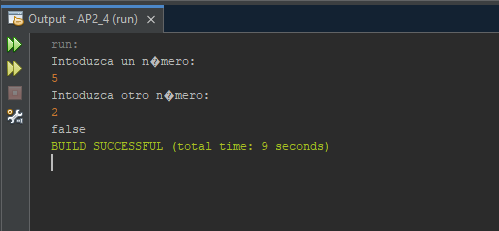 Output - AP2_4 (run)
run:
Intoduzca un n�mero:
5
Intoduzca otro n�mero:
2
false
BUILD SUCCESSFUL (total time: 9 seconds)